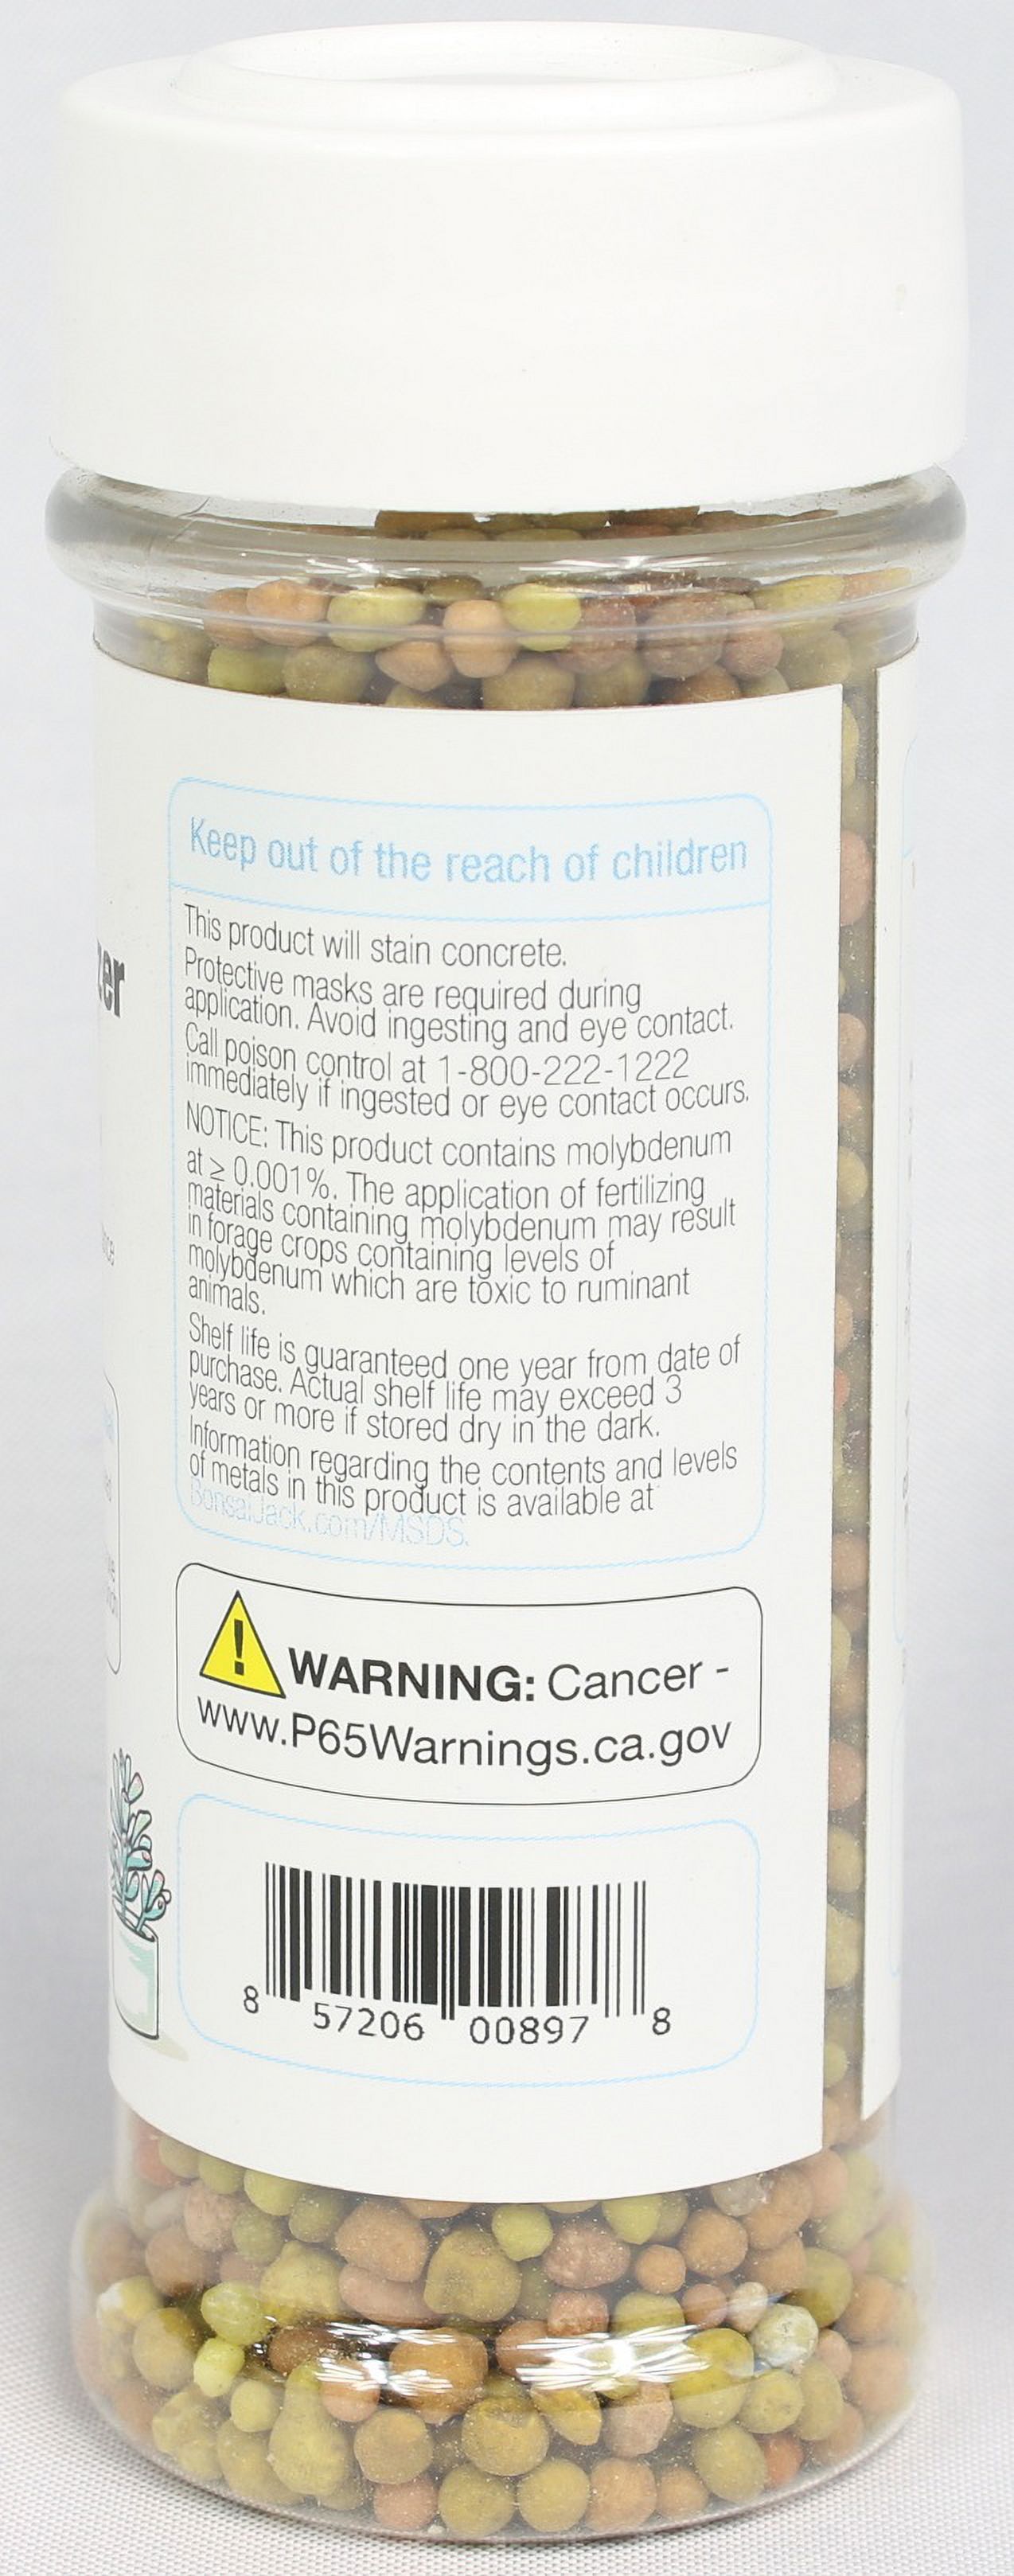 Keep out of the reach of children
This product will stain concrete.
Protective masks are required during
application. Avoid ingesting and eye contact.
Call poison control at 1-800-222-1222
immediately if ingested or eye contact occurs.
NOTICE: This product contains molybdenum
at ≥ 0.001%. The application of fertilizing
materials containing molybdenum may result
in forage crops containing levels of
molybdenum which are toxic to ruminant
animals.
Shelf life is guaranteed one year from date of
purchase. Actual shelf life may exceed 3
years or more if stored dry in the dark.
Information regarding the contents and levels
of metals in this product is available at
BonsaiJack.com/MSDS.
WARNING: Cancer -
www.P65Warnings.ca.gov
8 57206 00897 8